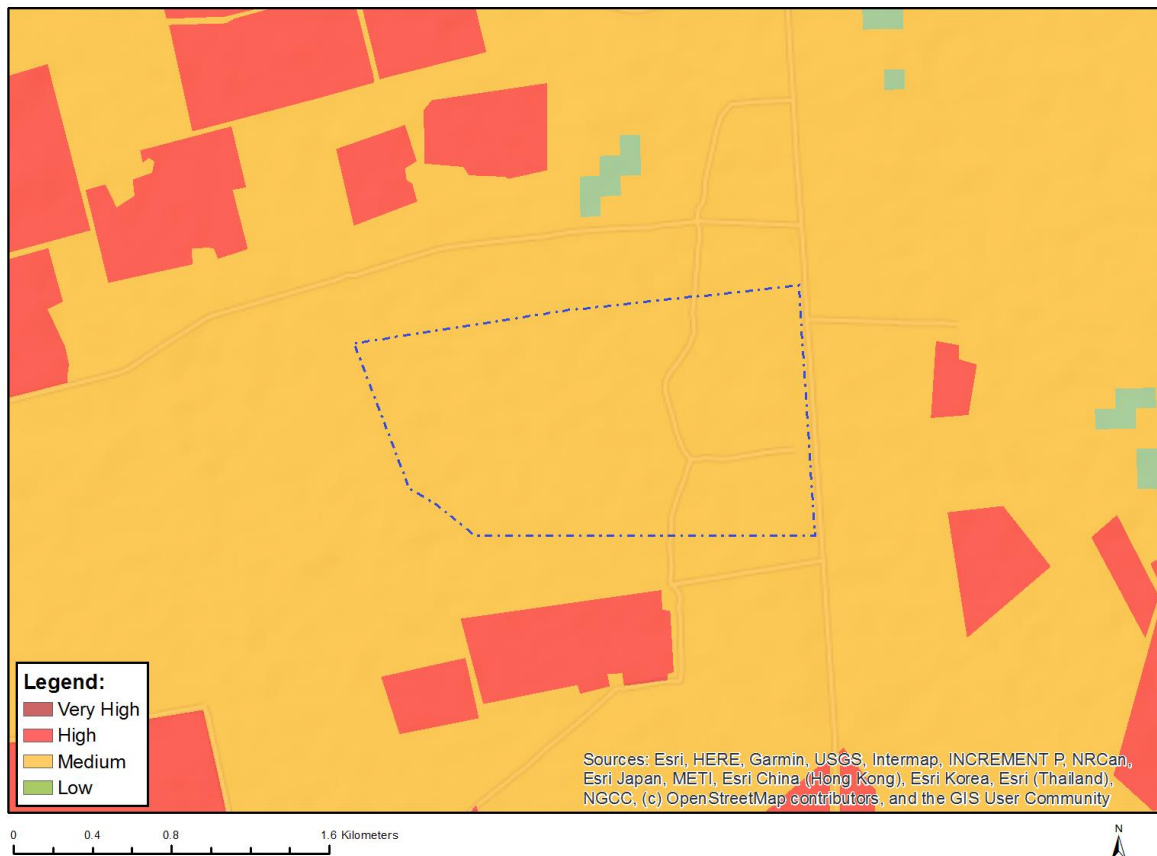 Legend:
Very High
High
Medium
Low
Sources: Esri, HERE, Garmin, USGS, Intermap, INCREMENT P, NRCan,
Esri Japan, METI, Esri China (Hong Kong), Esri Korea, Esri (Thailand),
NGCC, (c) OpenStreetMap contributors, and the GIS User Community
0 0.4 0.8 1.6 Kilometers
N